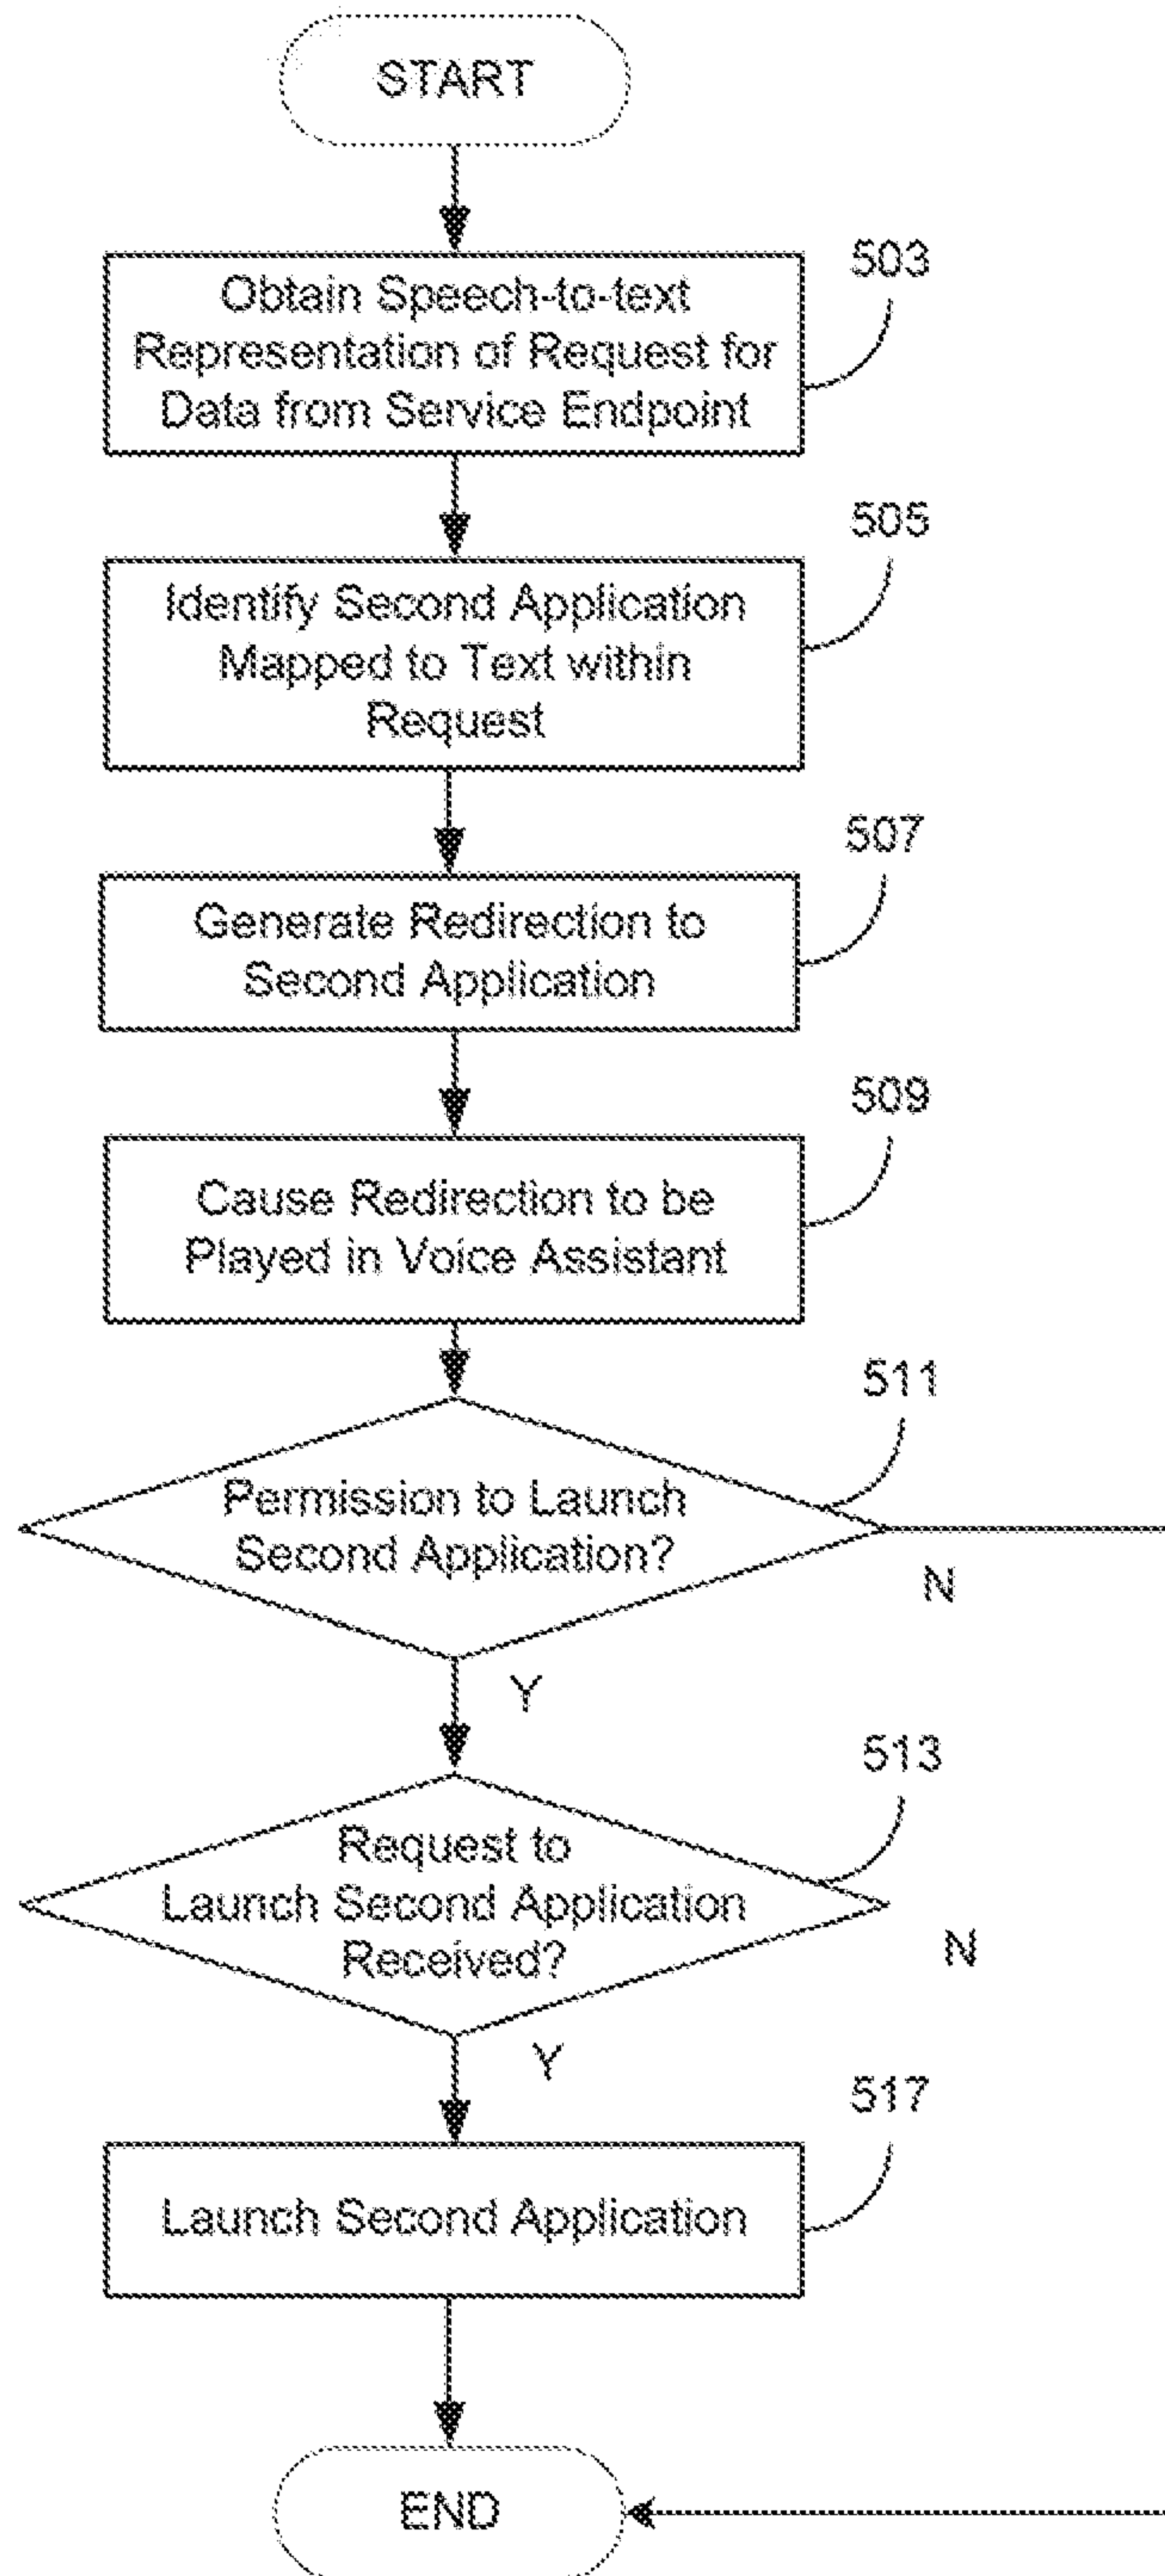 START
503
Obtain Speech-to-text
Representation of Request for
Data from Service Endpoint
505
Identify Second Application
Mapped to Text within
Request
507
Generate Redirection to
Second Application
509
Cause Redirection to be
Played in Voice Assistant
511
Permission to Launch
Second Application?
N
Y
513
Request to
Launch Second Application
Received?
N
Y
517
Launch Second Application
END